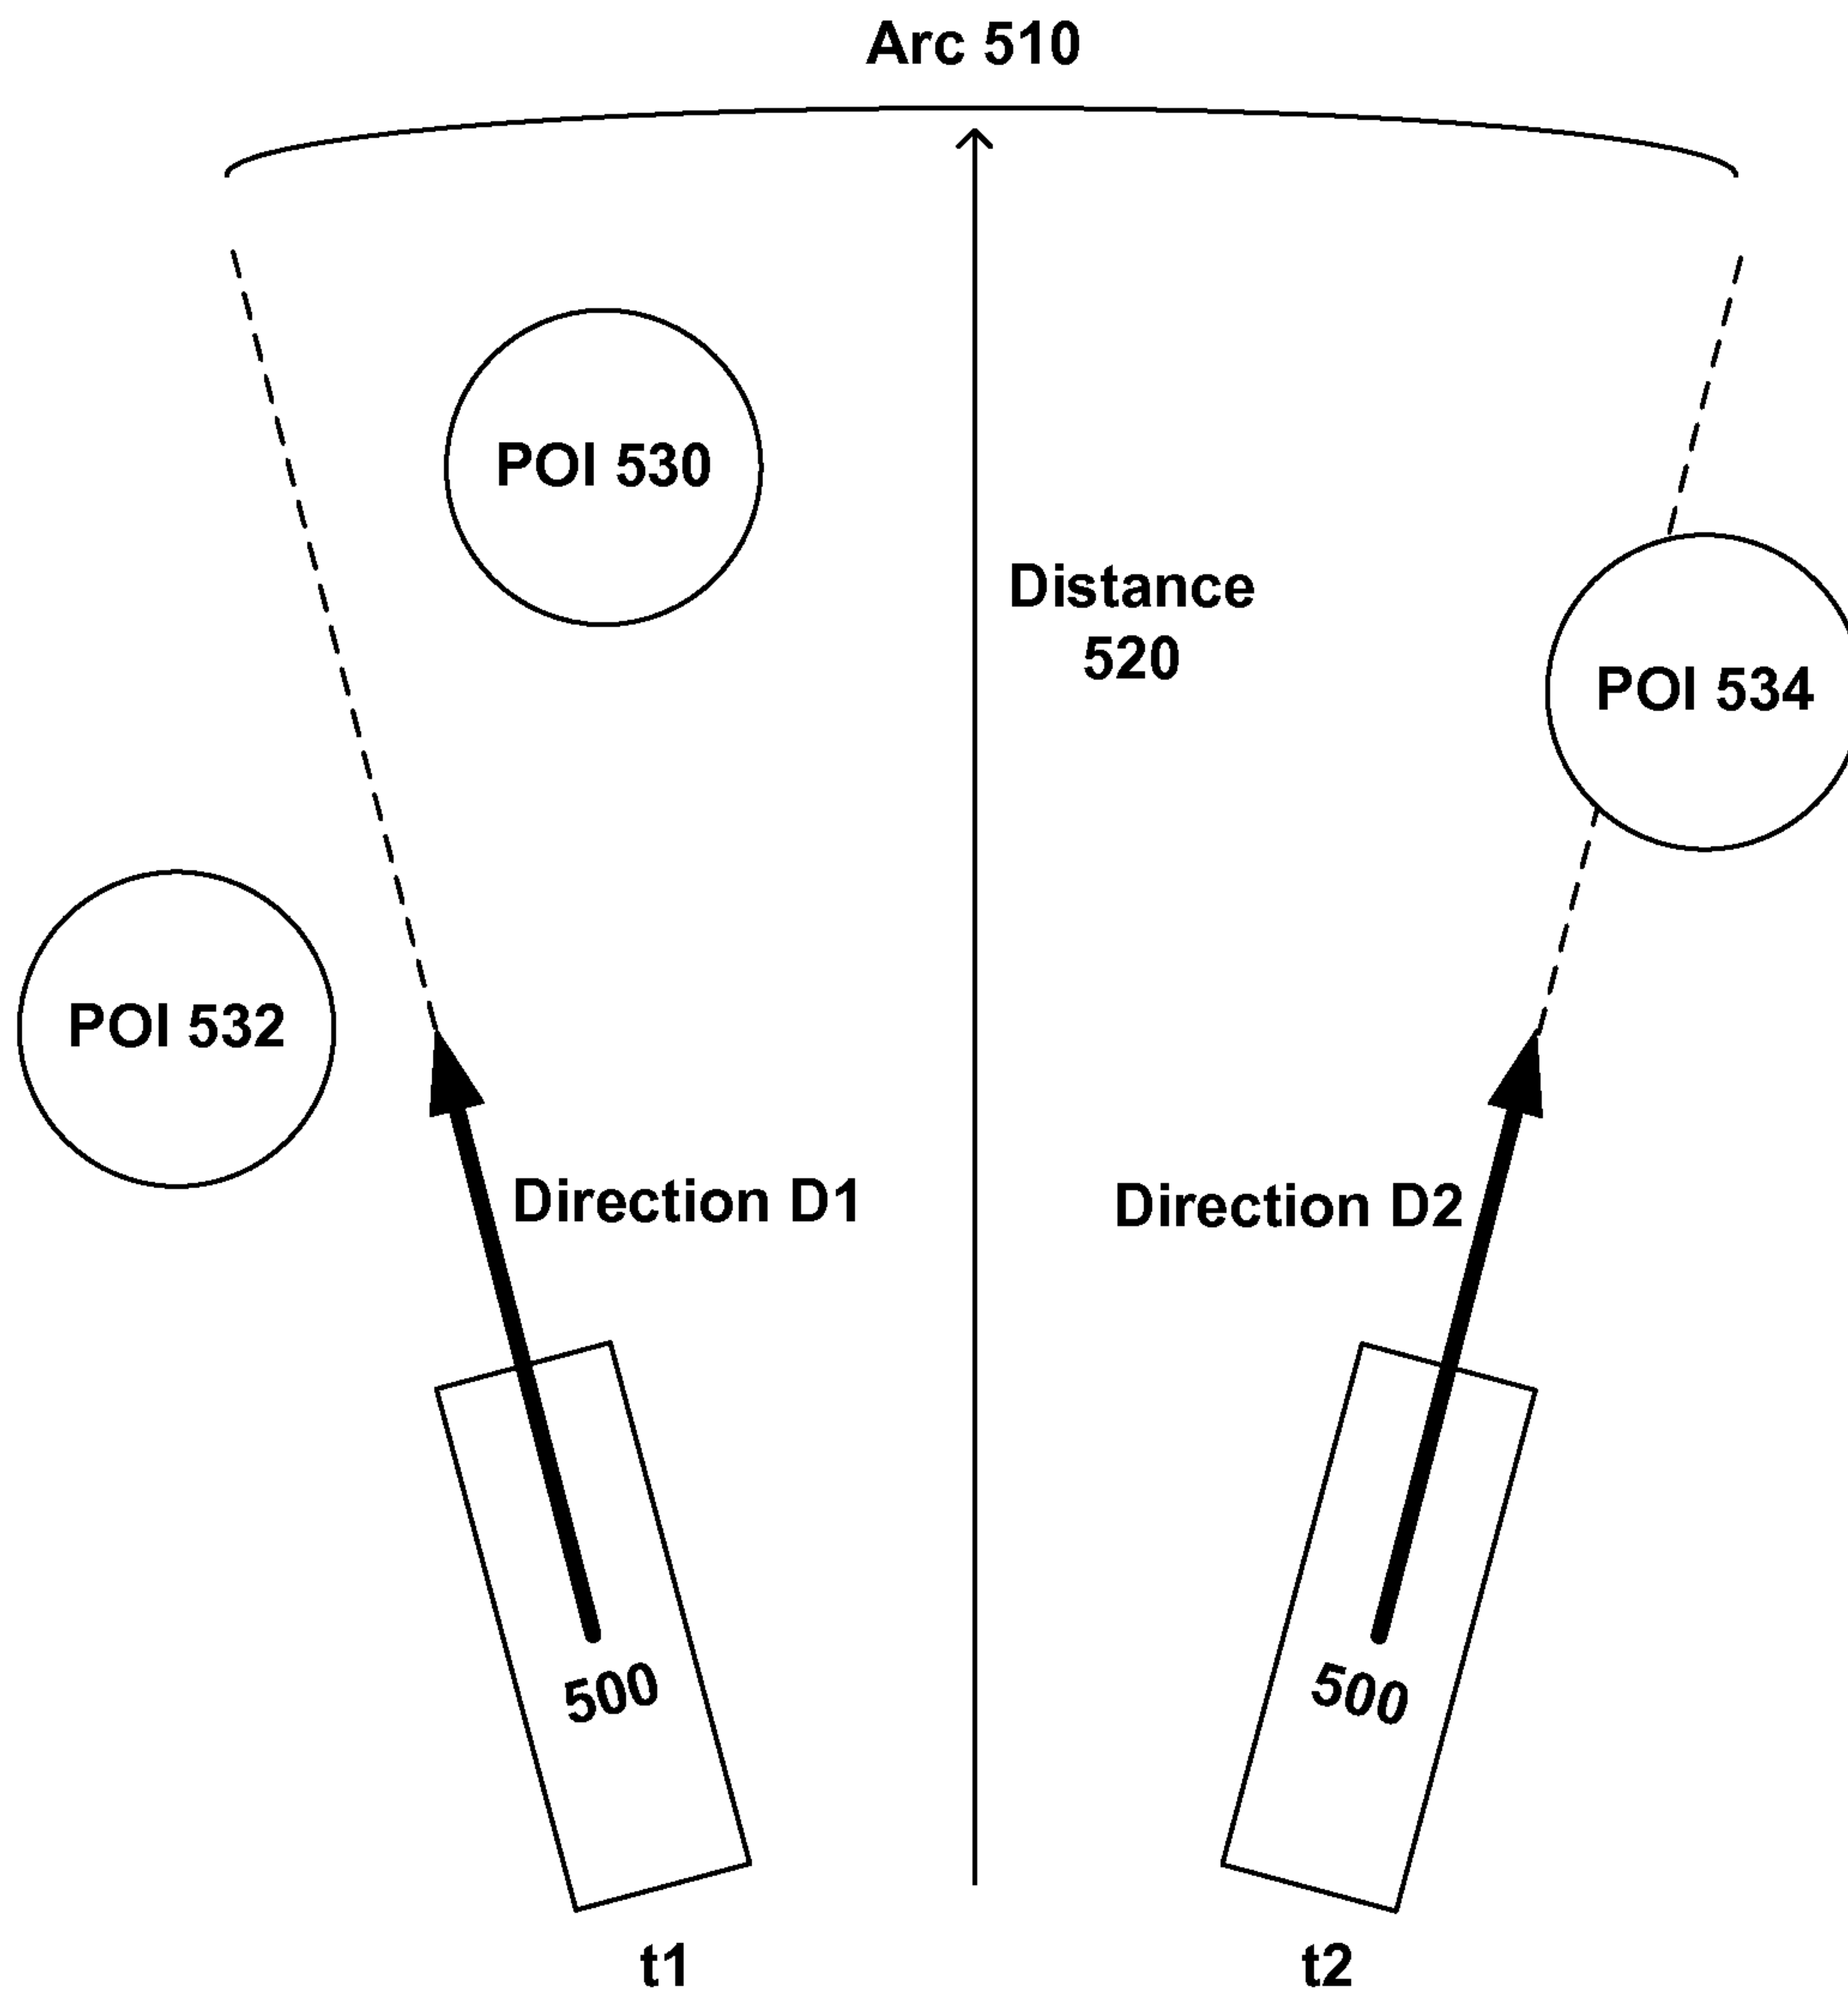 Arc 510
POI 530
Distance
520
POI 534
POI 532
Direction D1
Direction D2
500
500
t1
t2